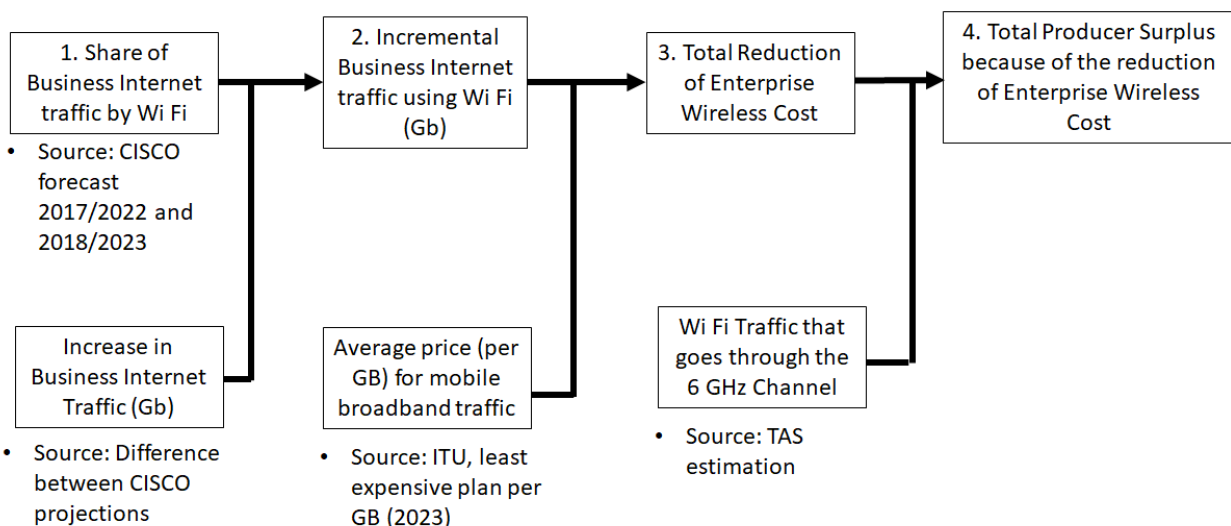 1. Share of
Business Internet
traffic by Wi Fi
• Source: CISCO
forecast
2017/2022 and
2018/2023
2. Incremental
Business Internet
traffic using Wi Fi
(Gb)
3. Total Reduction
of Enterprise
Wireless Cost
4. Total Producer Surplus
because of the reduction
of Enterprise Wireless
Cost
Increase in
Business Internet
Traffic (Gb)
• Source: Difference
between CISCO
projections
Average price (per
GB) for mobile
broadband traffic
• Source: ITU, least
expensive plan per
GB (2023)
Wi Fi Traffic that
goes through the
6 GHz Channel
• Source: TAS
estimation